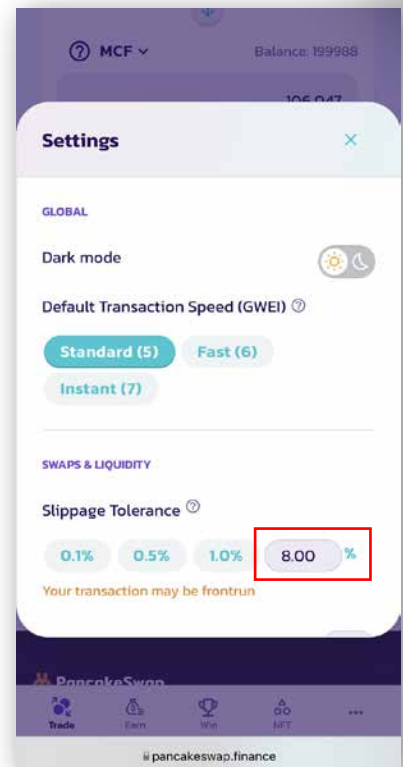 MCF
Balance: 199988
106.047
Settings
GLOBAL
Dark mode
Default Transaction Speed (GWEI)
Standard (5) Fast (6)
Instant (7)
SWAPS & LIQUIDITY
Slippage Tolerance
0.1% 0.5% 1.0% 8.00 %
Your transaction may be frontrun
PancakeSwap
Trade Earn Win NFT
pancakeswap.finance